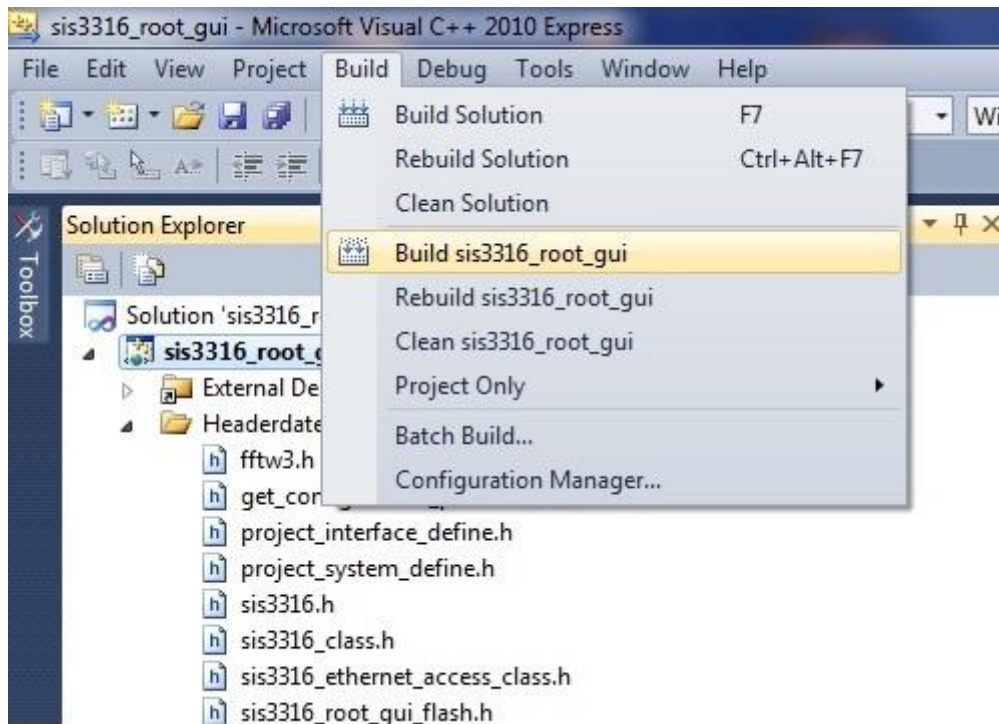 sis3316_root_gui - Microsoft Visual C++ 2010 Express
File Edit View Project Build Debug Tools Window Help
Build Solution F7
Rebuild Solution Ctrl+Alt+F7
Clean Solution
Build sis3316_root_gui
Rebuild sis3316_root_gui
Clean sis3316_root_gui
Project Only
Batch Build...
Configuration Manager...
Wi
Toolbox
Solution Explorer
Solution 'sis3316_r
sis3316_root_g
External De
Headerdate
fftw3.h
get_con
project_interface_define.h
project_system_define.h
sis3316.h
sis3316_class.h
sis3316_ethernet_access_class.h
sis3316_root_gui_flash.h